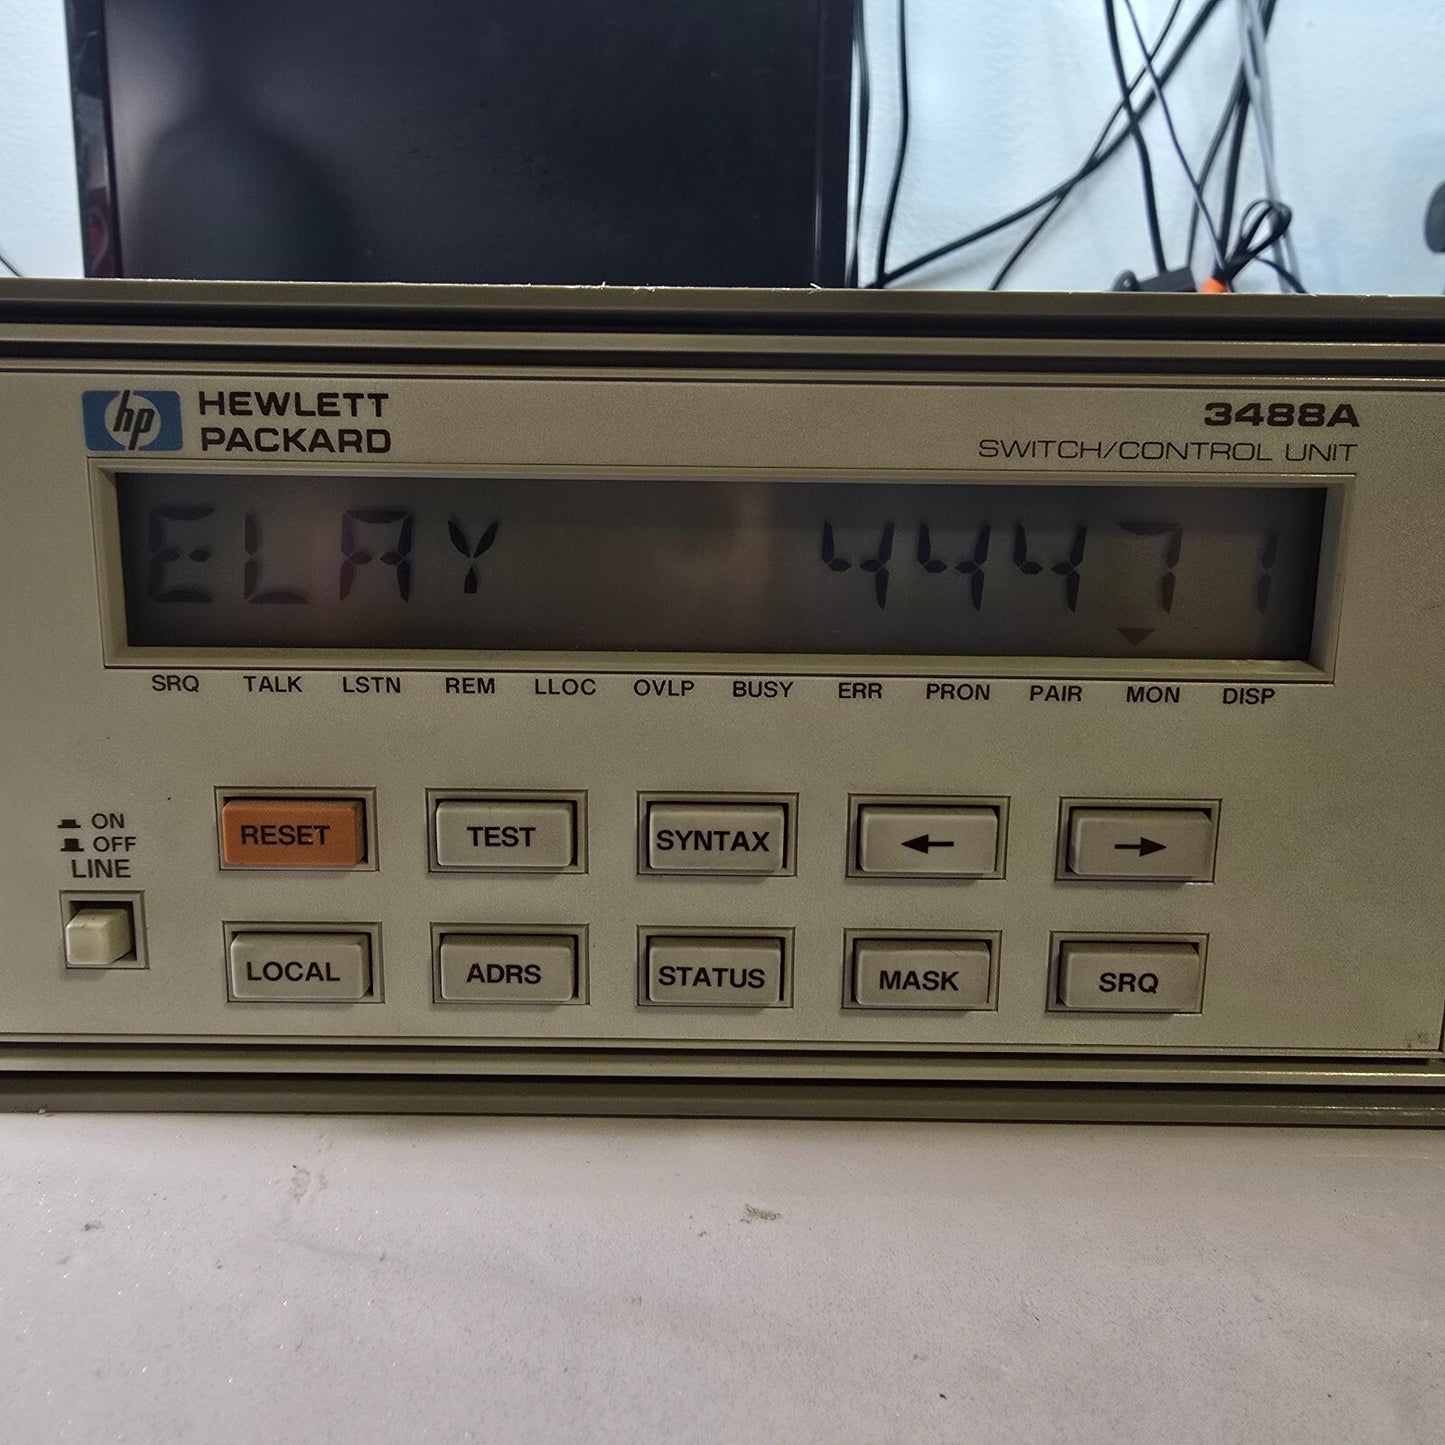 hp HEWLETT
PACKARD
3488A
SWITCH/CONTROL UNIT
ELAY 44471
SRQ TALK LSTN REM LLOC OVLP BUSY ERR PRON PAIR MON DISP
ON
OFF
LINE
RESET TEST SYNTAX ← →
LOCAL ADRS STATUS MASK SRQ